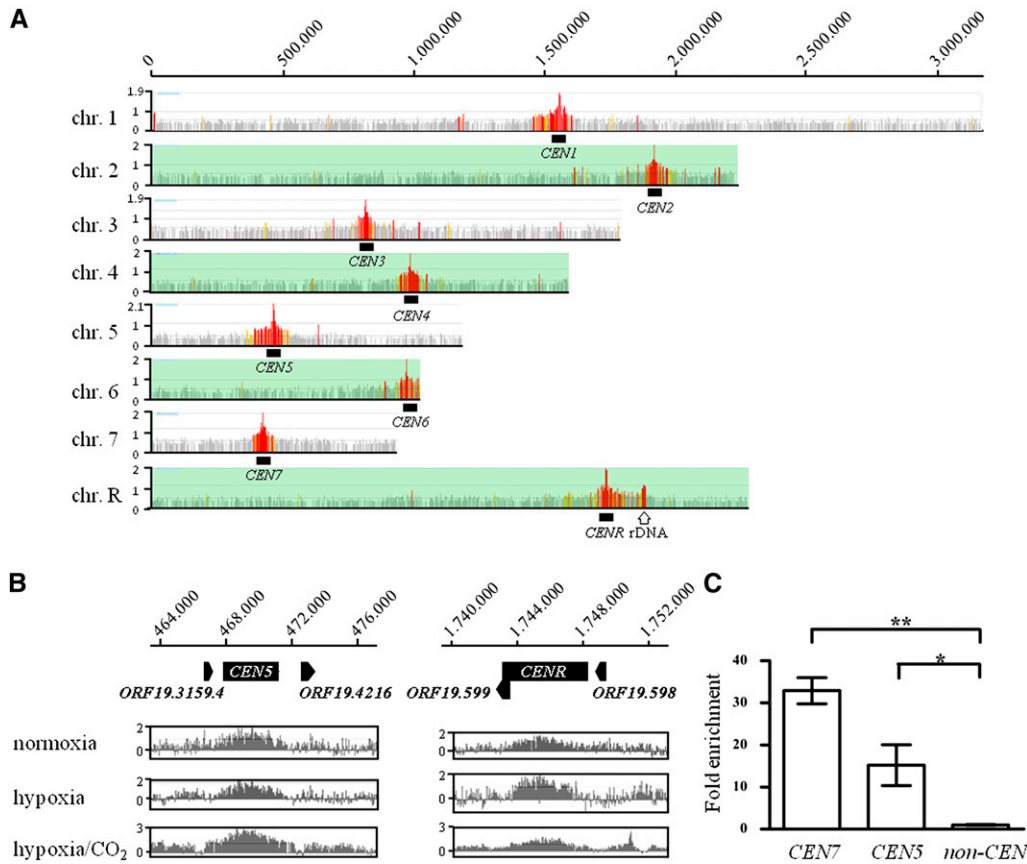 A
0 500.000 1.000.000 1.500.000 2.000.000 2.500.000 3.000.000
chr. 1 1.9 1 0
CEN1
chr. 2 2 1 0
CEN2
chr. 3 1.9 1 0
CEN3
chr. 4 2 1 0
CEN4
chr. 5 2.1 1 0
CEN5
chr. 6 2 1 0
CEN6
chr. 7 2 1 0
CEN7
chr. R 2 1 0
CENR rDNA
B
464.000 468.000 472.000 476.000
CEN5
ORF19.3159.4 ORF19.4216
1.740.000 1.744.000 1.748.000 1.752.000
CENR
ORF19.599 ORF19.598
normoxia 2 0 2 0
hypoxia 2 0 2 0
hypoxia/CO2 3 0 3 0
C
**
*
Fold enrichment
40
30
20
10
0
CEN7 CEN5 non-CEN